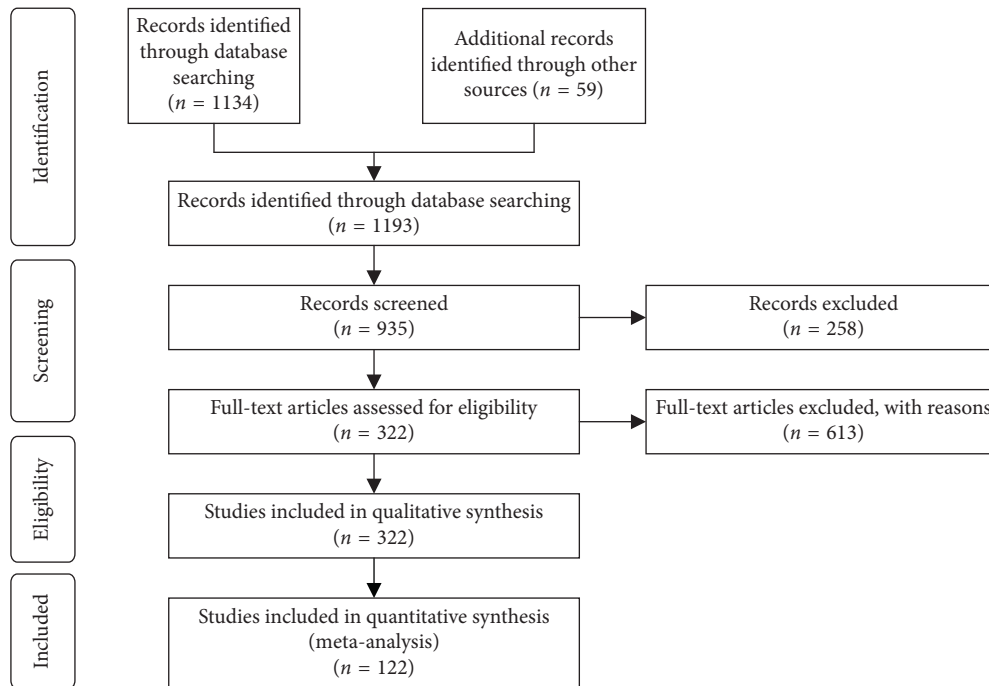 Identification
Records identified
through database
searching
(n = 1134)
Additional records
identified through other
sources (n = 59)
Records identified through database searching
(n = 1193)
Screening
Records screened
(n = 935)
Records excluded
(n = 258)
Full-text articles assessed for eligibility
(n = 322)
Full-text articles excluded, with reasons
(n = 613)
Eligibility
Studies included in qualitative synthesis
(n = 322)
Included
Studies included in quantitative synthesis
(meta-analysis)
(n = 122)